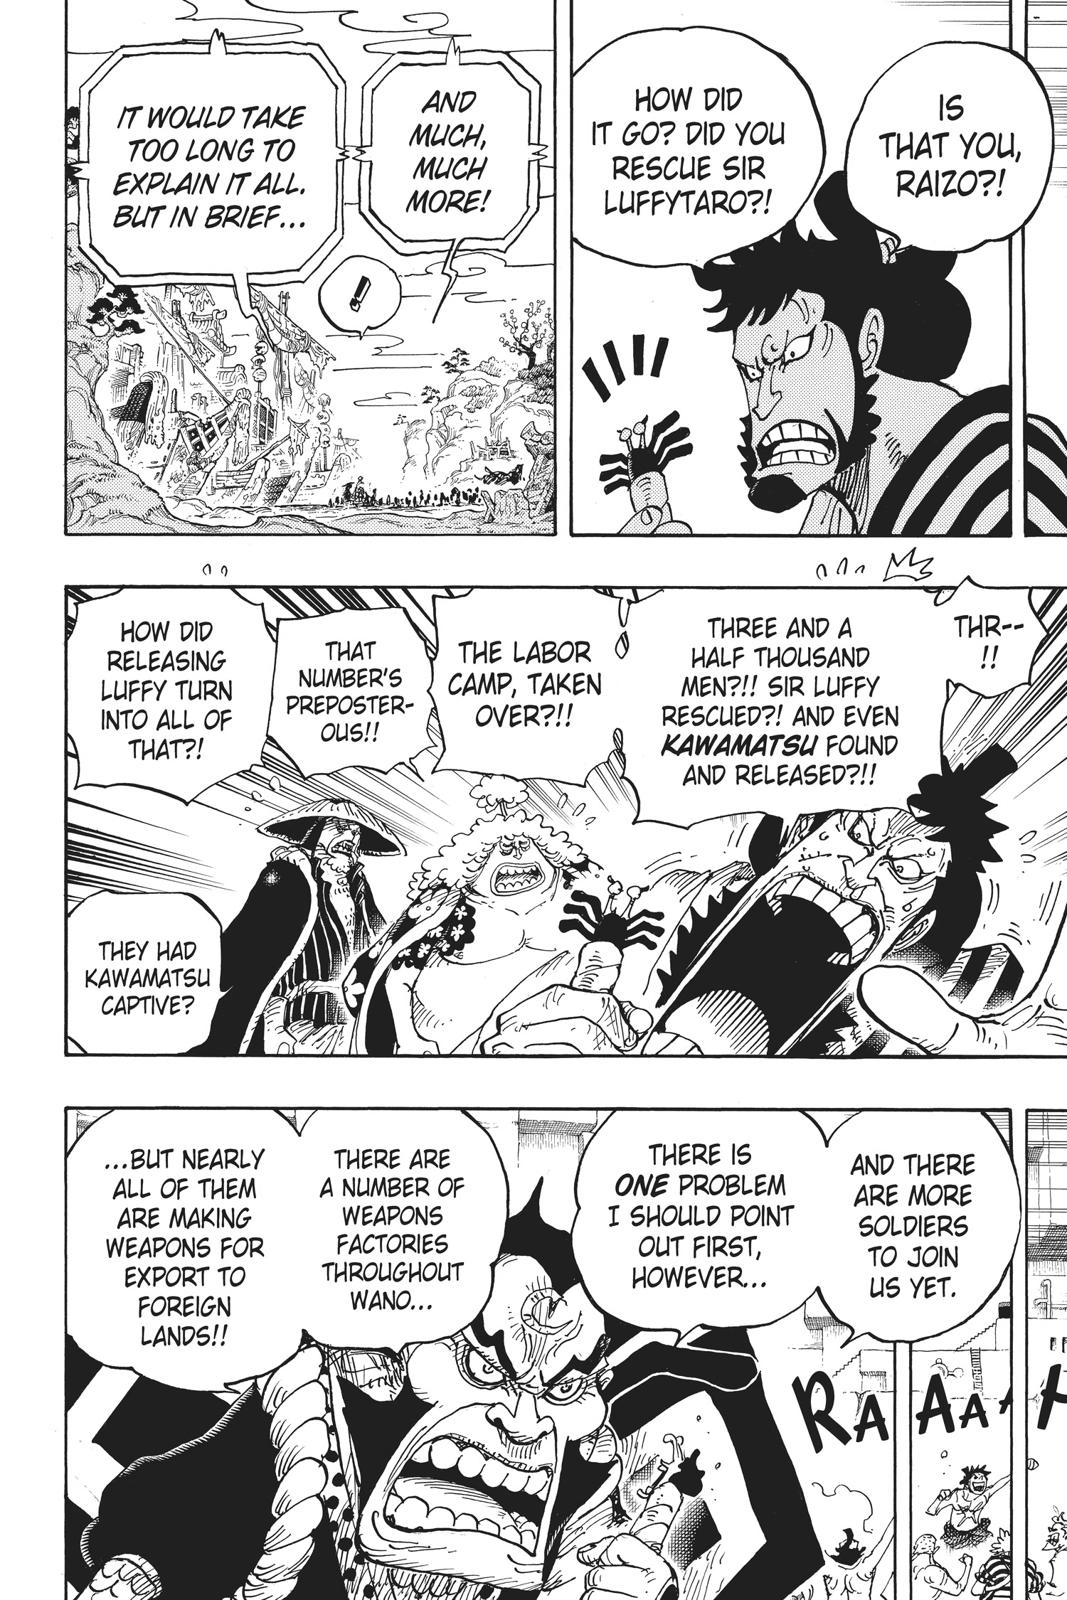 IS
THAT YOU,
RAIZO?!
HOW DID
IT GO? DID YOU
RESCUE SIR
LUFFYTARO?!
AND
MUCH,
MUCH
MORE!
IT WOULD TAKE
TOO LONG TO
EXPLAIN IT ALL.
BUT IN BRIEF...
!
THR--
!!
THREE AND A
HALF THOUSAND
MEN?!! SIR LUFFY
RESCUED?! AND EVEN
KAWAMATSU FOUND
AND RELEASED?!!
THE LABOR
CAMP, TAKEN
OVER?!!
THAT
NUMBER'S
PREPOSTER-
OUS!!
HOW DID
RELEASING
LUFFY TURN
INTO ALL OF
THAT?!
THEY HAD
KAWAMATSU
CAPTIVE?
AND THERE
ARE MORE
SOLDIERS
TO JOIN
US YET.
THERE IS
ONE PROBLEM
I SHOULD POINT
OUT FIRST,
HOWEVER...
THERE ARE
A NUMBER OF
WEAPONS
FACTORIES
THROUGHOUT
WANO...
...BUT NEARLY
ALL OF THEM
ARE MAKING
WEAPONS FOR
EXPORT TO
FOREIGN
LANDS!!
RAAAAH